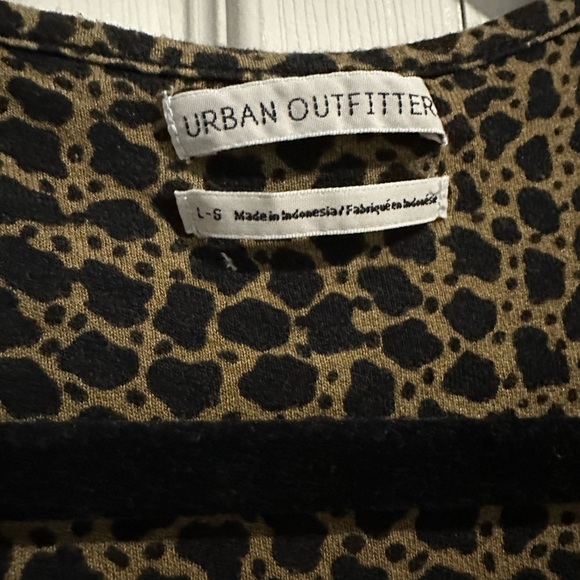 URBAN OUTFITTER
L-S Made in Indonesia / Fabriqué en Indonésie